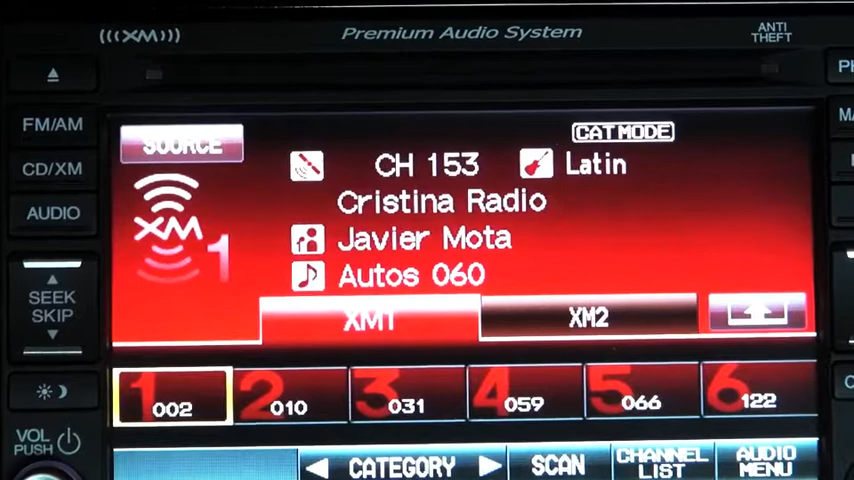 XM
Premium Audio System
ANTI
THEFT
FM/AM
CD/XM
AUDIO
SEEK
SKIP
VOL
PUSH
SOURCE
CAT MODE
CH 153
Latin
Cristina Radio
XM 1
Javier Mota
Autos 060
XM1
XM2
1 002
2 010
3 031
4 059
5 066
6 122
CATEGORY
SCAN
CHANNEL
LIST
AUDIO
MENU